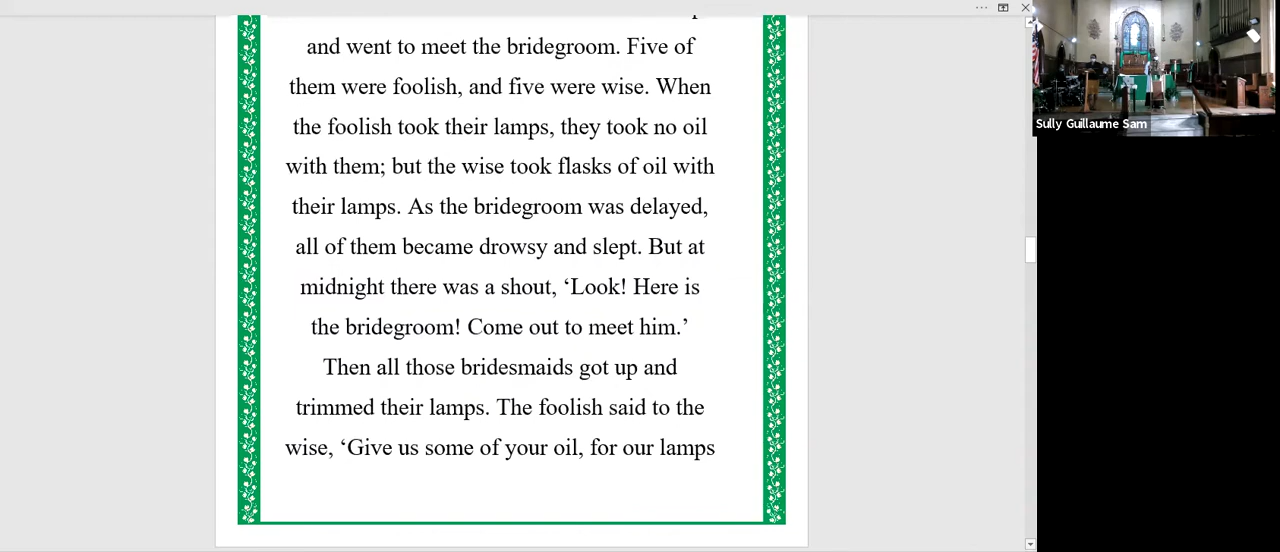 and went to meet the bridegroom. Five of
them were foolish, and five were wise. When
the foolish took their lamps, they took no oil
with them; but the wise took flasks of oil with
their lamps. As the bridegroom was delayed,
all of them became drowsy and slept. But at
midnight there was a shout, ‘Look! Here is
the bridegroom! Come out to meet him.’
Then all those bridesmaids got up and
trimmed their lamps. The foolish said to the
wise, ‘Give us some of your oil, for our lamps
Sully Guillaume Sam